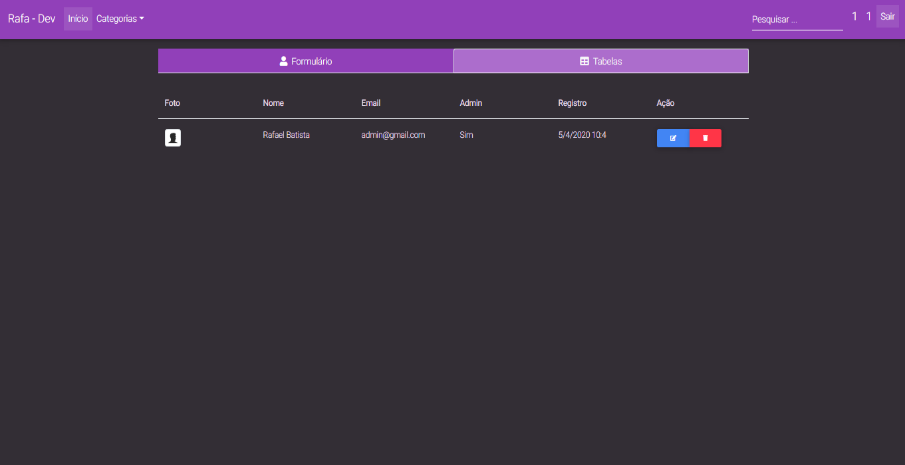 Rafa - Dev Início Categorias Pesquisar ... 1 1 Sair
Formulário Tabelas
Foto Nome Email Admin Registro Ação
Rafael Batista admin@gmail.com Sim 5/4/2020 10:4